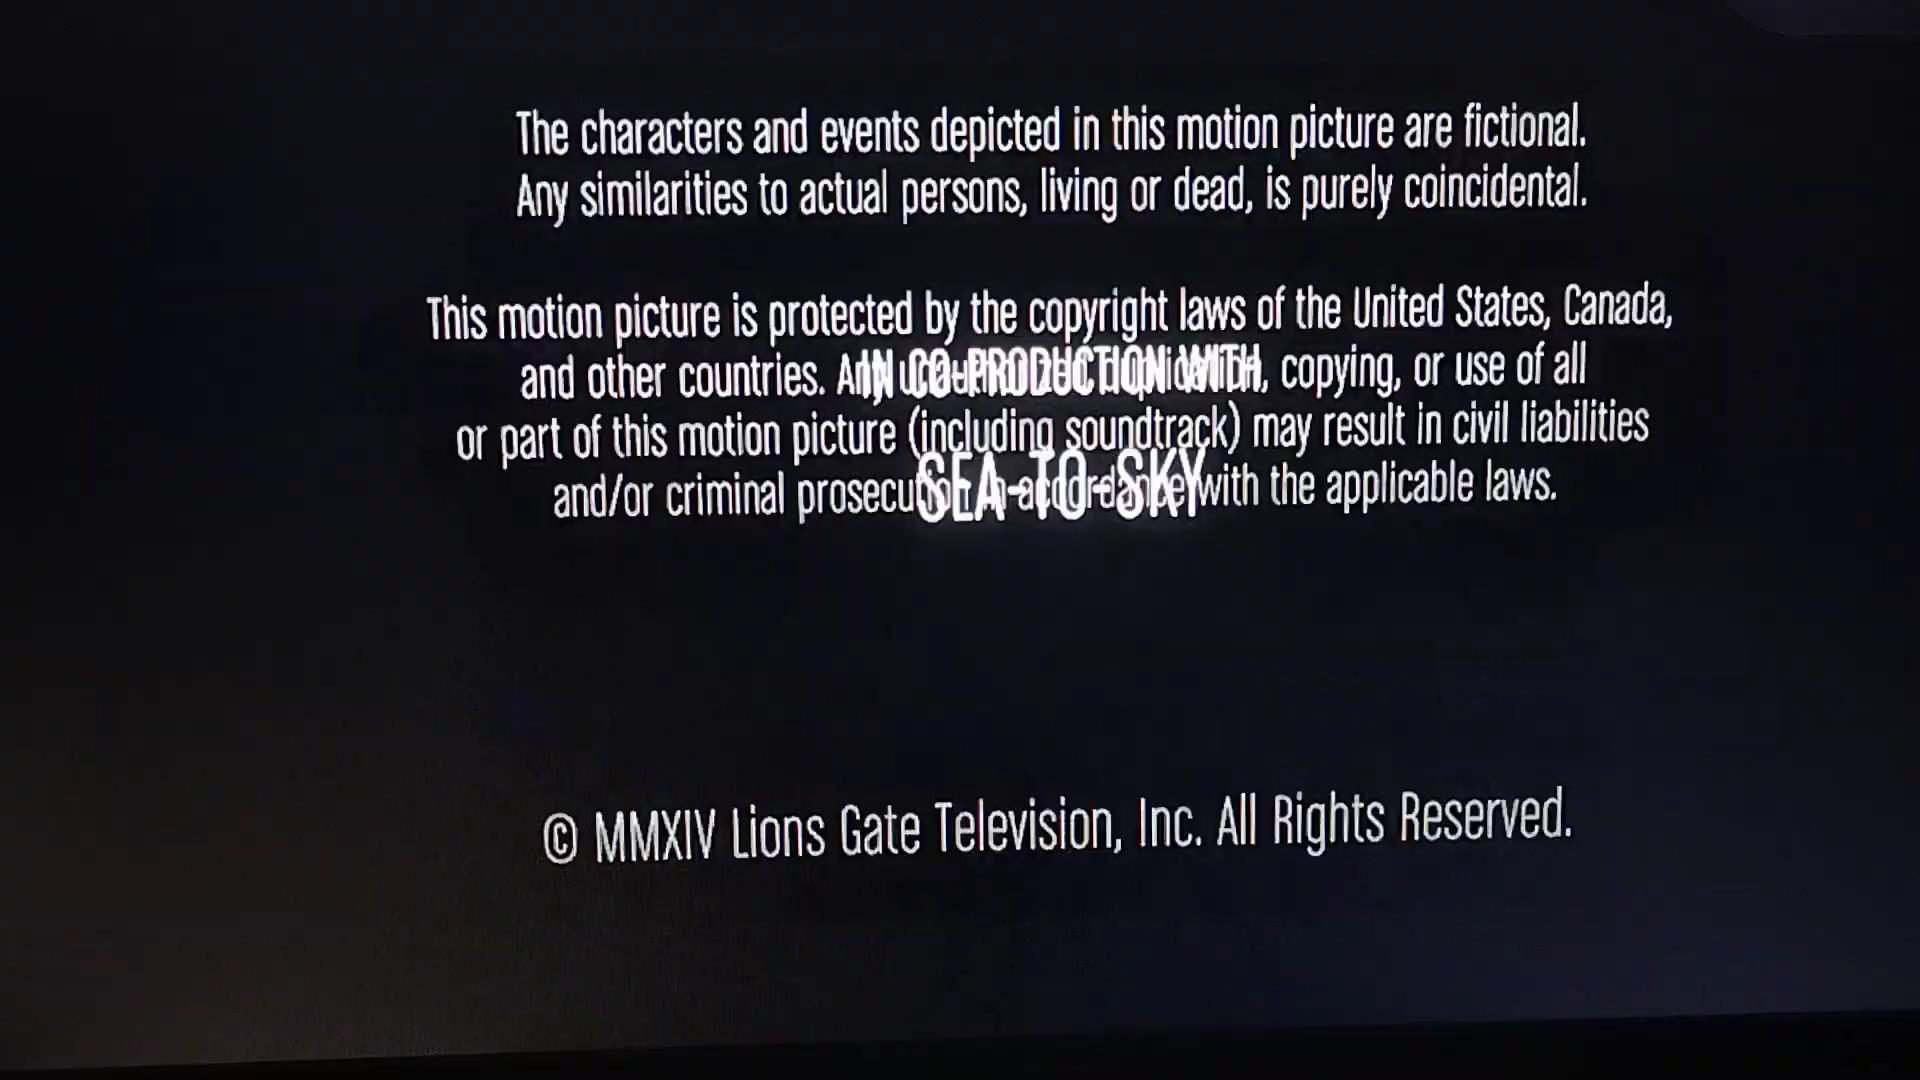 The characters and events depicted in this motion picture are fictional.
Any similarities to actual persons, living or dead, is purely coincidental.
This motion picture is protected by the copyright laws of the United States, Canada,
and other countries. Any , copying, or use of all
IN CO-PRODUCTION WITH
or part of this motion picture (including soundtrack) may result in civil liabilities
and/or criminal prosecution in accordance with the applicable laws.
SEA-TO-SKY
© MMXIV Lions Gate Television, Inc. All Rights Reserved.